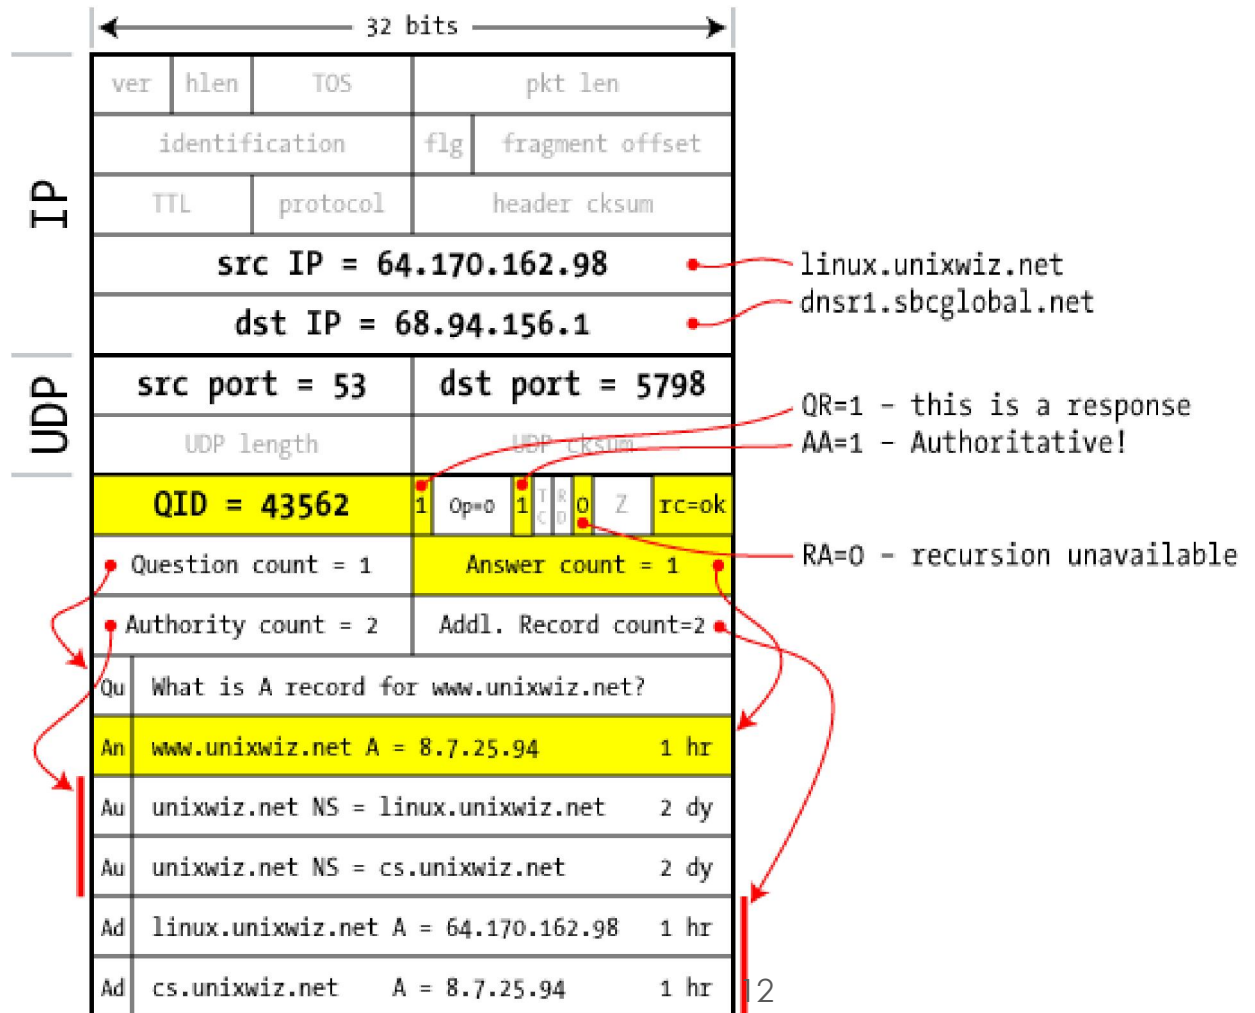 32 bits
IP
ver hlen TOS pkt len
identification flg fragment offset
TTL protocol header cksum
src IP = 64.170.162.98 linux.unixwiz.net
dst IP = 68.94.156.1 dnsr1.sbcglobal.net
UDP
src port = 53 dst port = 5798
QR=1 – this is a response
UDP length UDP cksum AA=1 – Authoritative!
QID = 43562 1 Op=0 1 TC RD 0 Z rc=ok
Question count = 1 Answer count = 1 RA=0 – recursion unavailable
Authority count = 2 Addl. Record count=2
Qu What is A record for www.unixwiz.net?
An www.unixwiz.net A = 8.7.25.94 1 hr
Au unixwiz.net NS = linux.unixwiz.net 2 dy
Au unixwiz.net NS = cs.unixwiz.net 2 dy
Ad linux.unixwiz.net A = 64.170.162.98 1 hr
Ad cs.unixwiz.net A = 8.7.25.94 1 hr
12